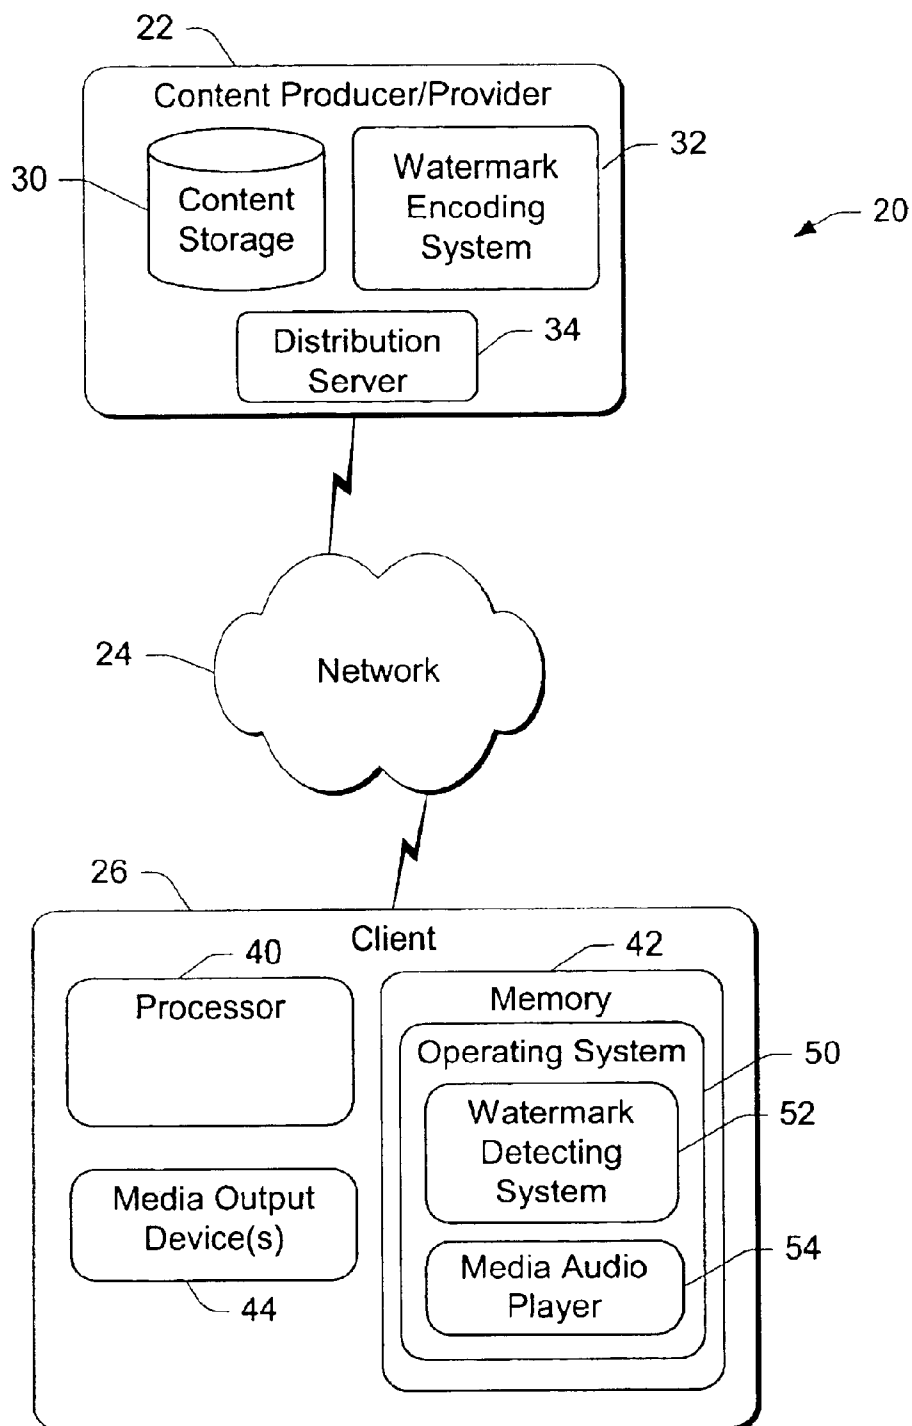 22
Content Producer/Provider
30
Content
Storage
Watermark
Encoding
System
32
20
Distribution
Server
34
24
Network
26
Client
40
Processor
42
Memory
Operating System
50
Watermark
Detecting
System
52
Media Output
Device(s)
44
Media Audio
Player
54